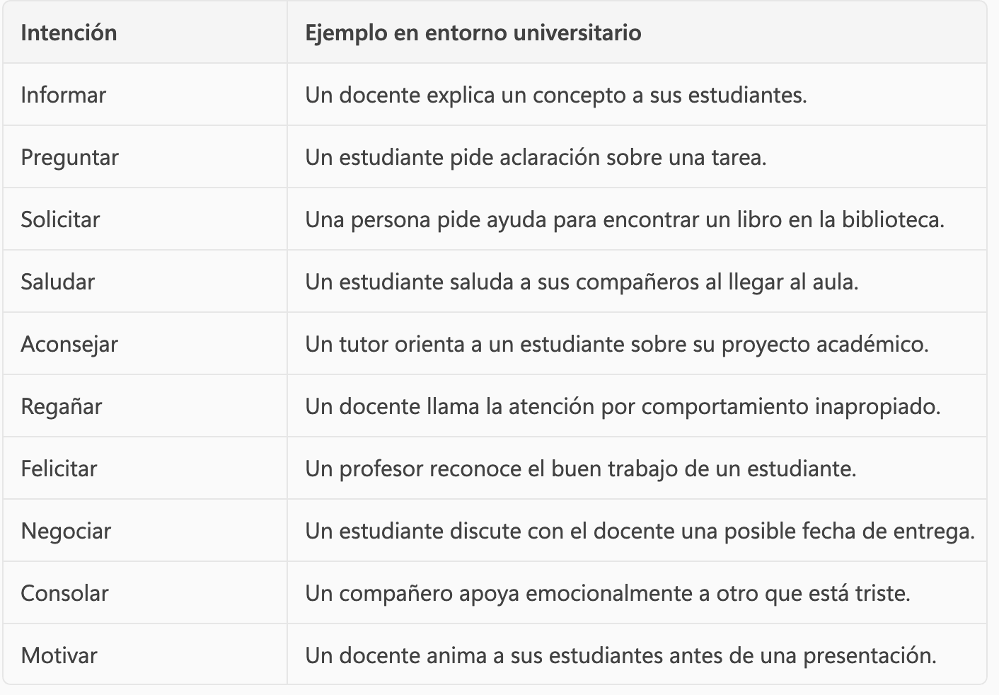 Intención
Ejemplo en entorno universitario
Informar
Un docente explica un concepto a sus estudiantes.
Preguntar
Un estudiante pide aclaración sobre una tarea.
Solicitar
Una persona pide ayuda para encontrar un libro en la biblioteca.
Saludar
Un estudiante saluda a sus compañeros al llegar al aula.
Aconsejar
Un tutor orienta a un estudiante sobre su proyecto académico.
Regañar
Un docente llama la atención por comportamiento inapropiado.
Felicitar
Un profesor reconoce el buen trabajo de un estudiante.
Negociar
Un estudiante discute con el docente una posible fecha de entrega.
Consolar
Un compañero apoya emocionalmente a otro que está triste.
Motivar
Un docente anima a sus estudiantes antes de una presentación.